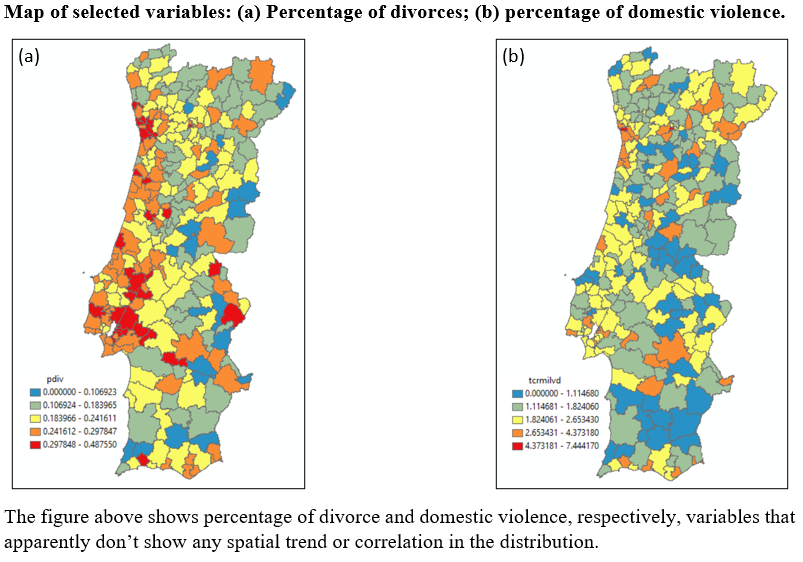 Map of selected variables: (a) Percentage of divorces; (b) percentage of domestic violence.
(a)
pdiv
0.000000 - 0.106923
0.106924 - 0.183965
0.183966 - 0.241611
0.241612 - 0.297847
0.297848 - 0.487550
(b)
tcrmilvd
0.000000 - 1.114680
1.114681 - 1.824060
1.824061 - 2.653430
2.653431 - 4.373180
4.373181 - 7.444170
The figure above shows percentage of divorce and domestic violence, respectively, variables that
apparently don’t show any spatial trend or correlation in the distribution.